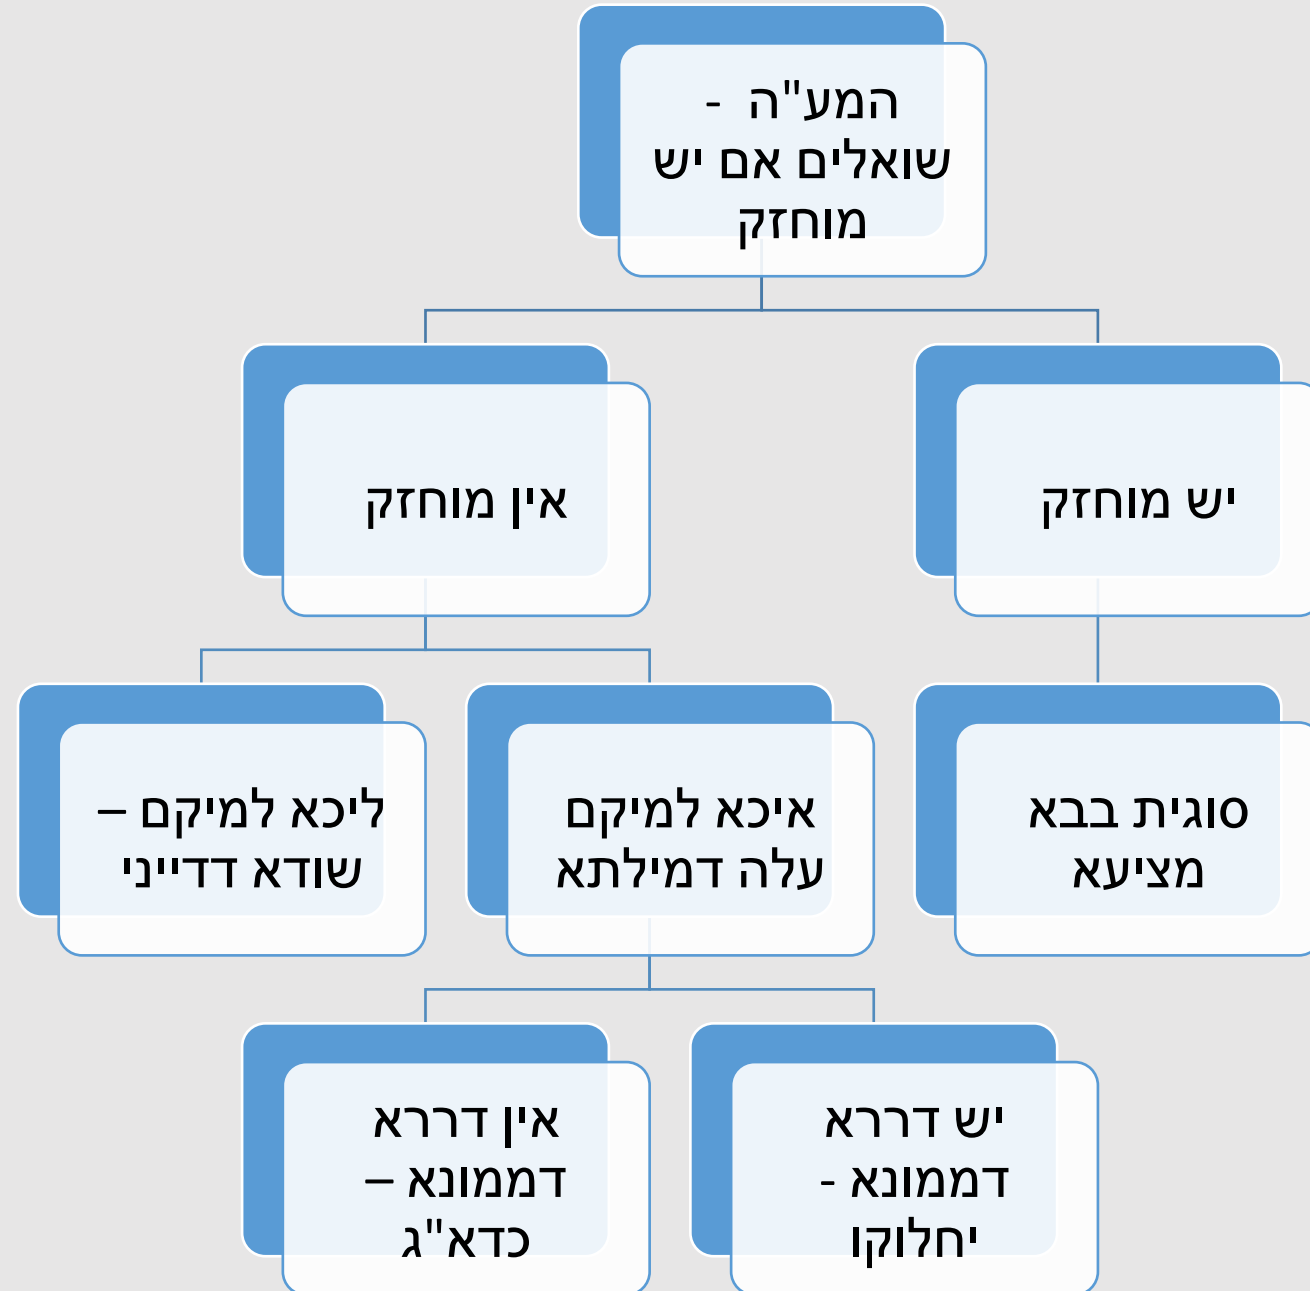 המע"ה -
שואלים אם יש
מוחזק
יש מוחזק
אין מוחזק
סוגית בבא
מציעא
איכא למיקם
עלה דמילתא
ליכא למיקם –
שודא דדייני
יש דררא
דממונא -
יחלוקו
אין דררא
דממונא –
כדא"ג